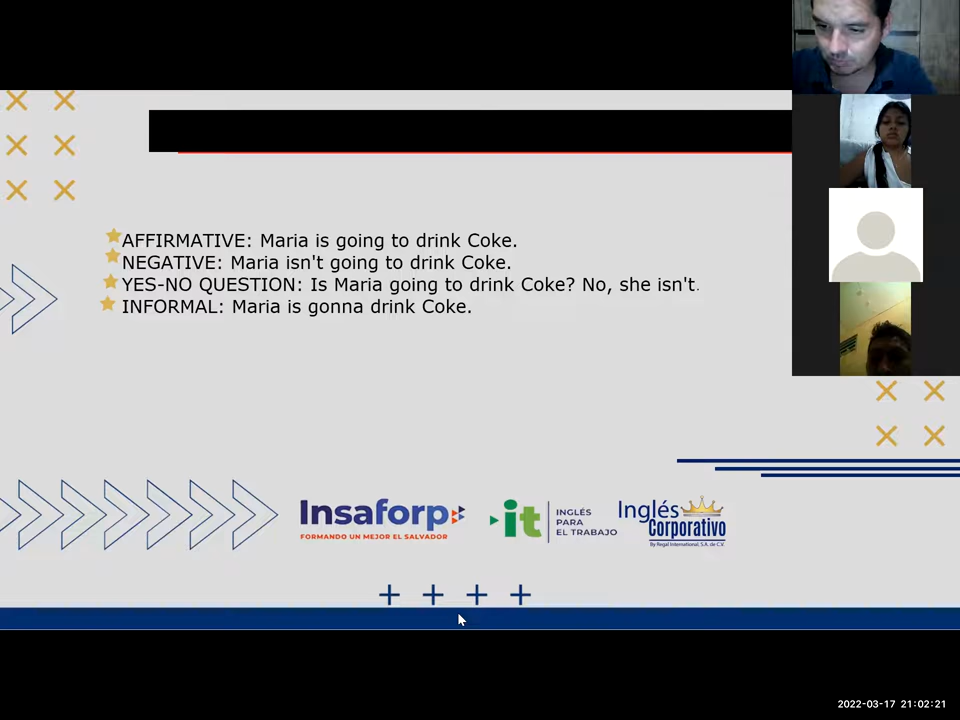 AFFIRMATIVE: Maria is going to drink Coke.
NEGATIVE: Maria isn't going to drink Coke.
YES-NO QUESTION: Is Maria going to drink Coke? No, she isn't.
INFORMAL: Maria is gonna drink Coke.
Insaforp
FORMANDO UN MEJOR EL SALVADOR
it
INGLÉS
PARA
EL TRABAJO
Inglés
Corporativo
By Regal International, S.A. de C.V.
2022-03-17 21:02:21